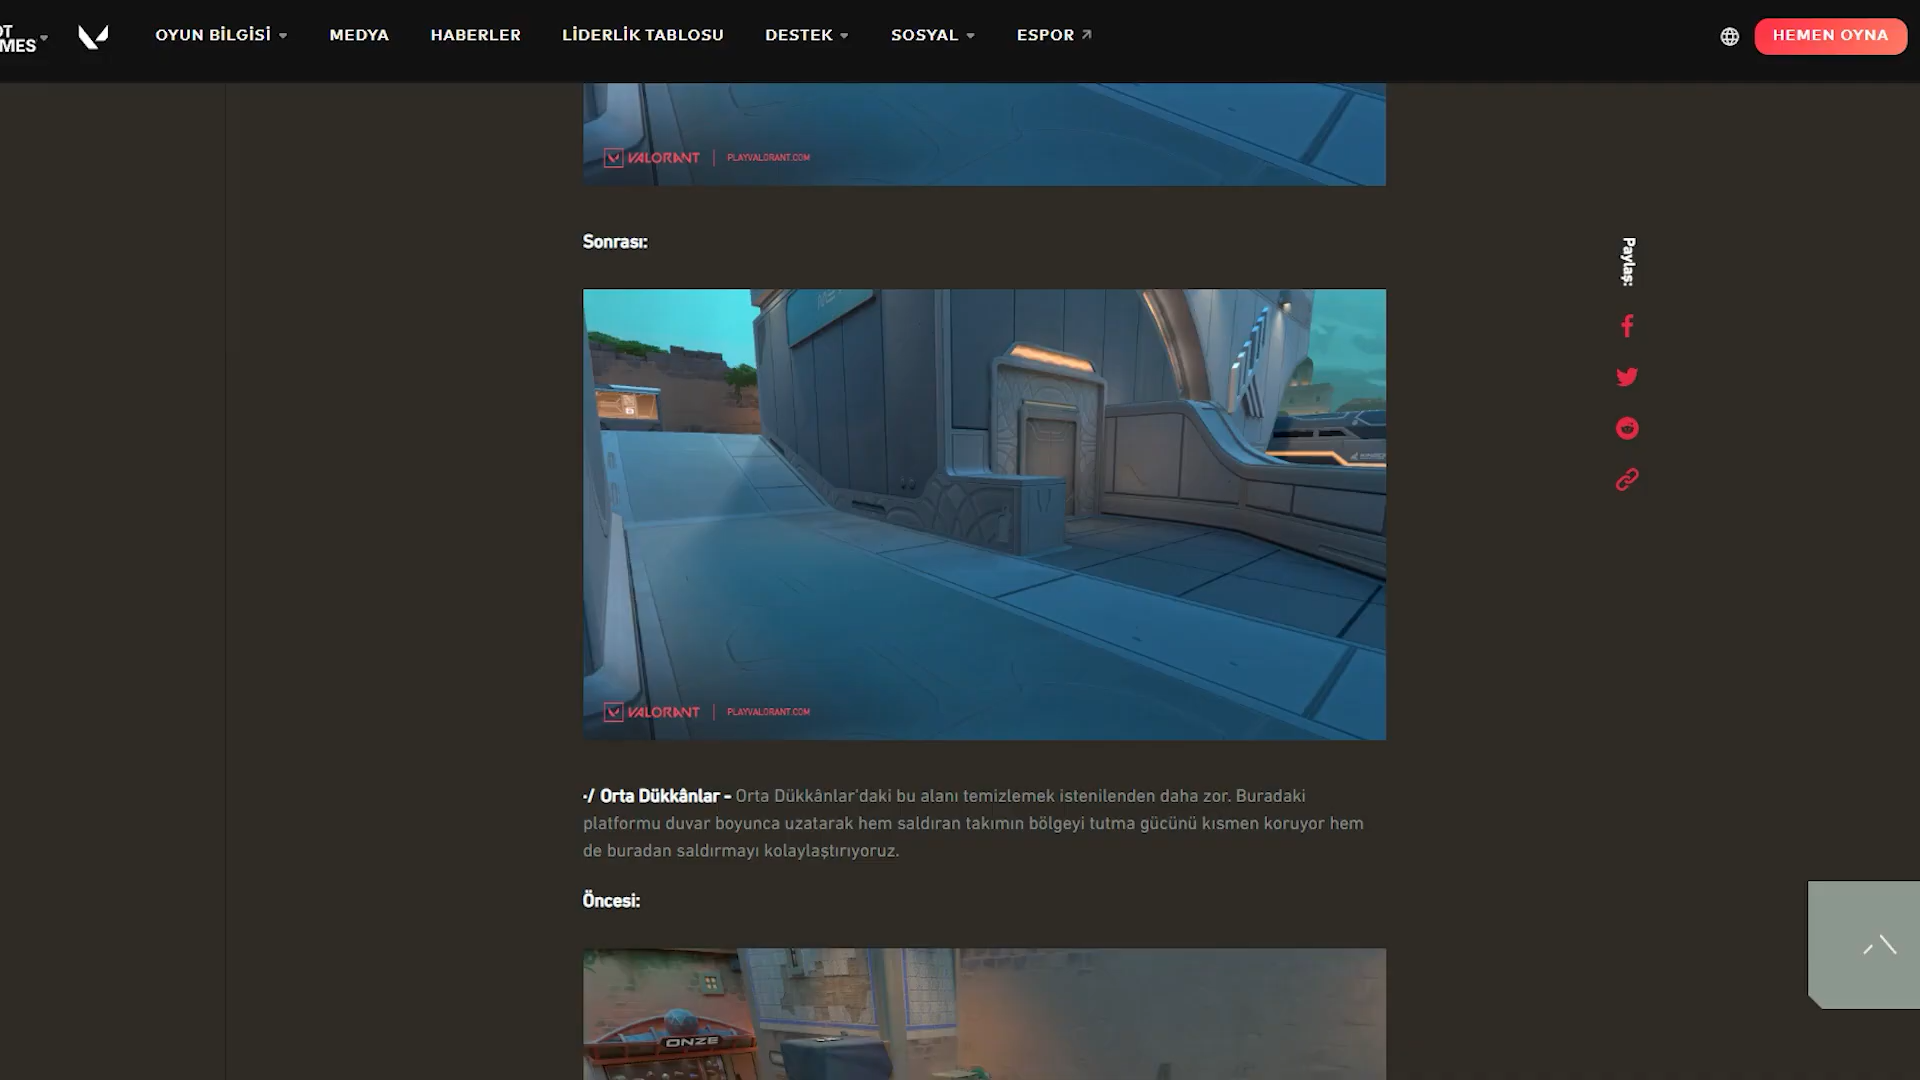 OT
MES
OYUN BİLGİSİ
MEDYA
HABERLER
LİDERLİK TABLOSU
DESTEK
SOSYAL
ESPOR
HEMEN OYNA
VALORANT | PLAYVALORANT.COM
Sonrası:
Paylaş:
VALORANT | PLAYVALORANT.COM
-/ Orta Dükkânlar - Orta Dükkânlar'daki bu alanı temizlemek istenilenden daha zor. Buradaki
platformu duvar boyunca uzatarak hem saldıran takımın bölgeyi tutma gücünü kısmen koruyor hem
de buradan saldırmayı kolaylaştırıyoruz.
Öncesi:
ONZE